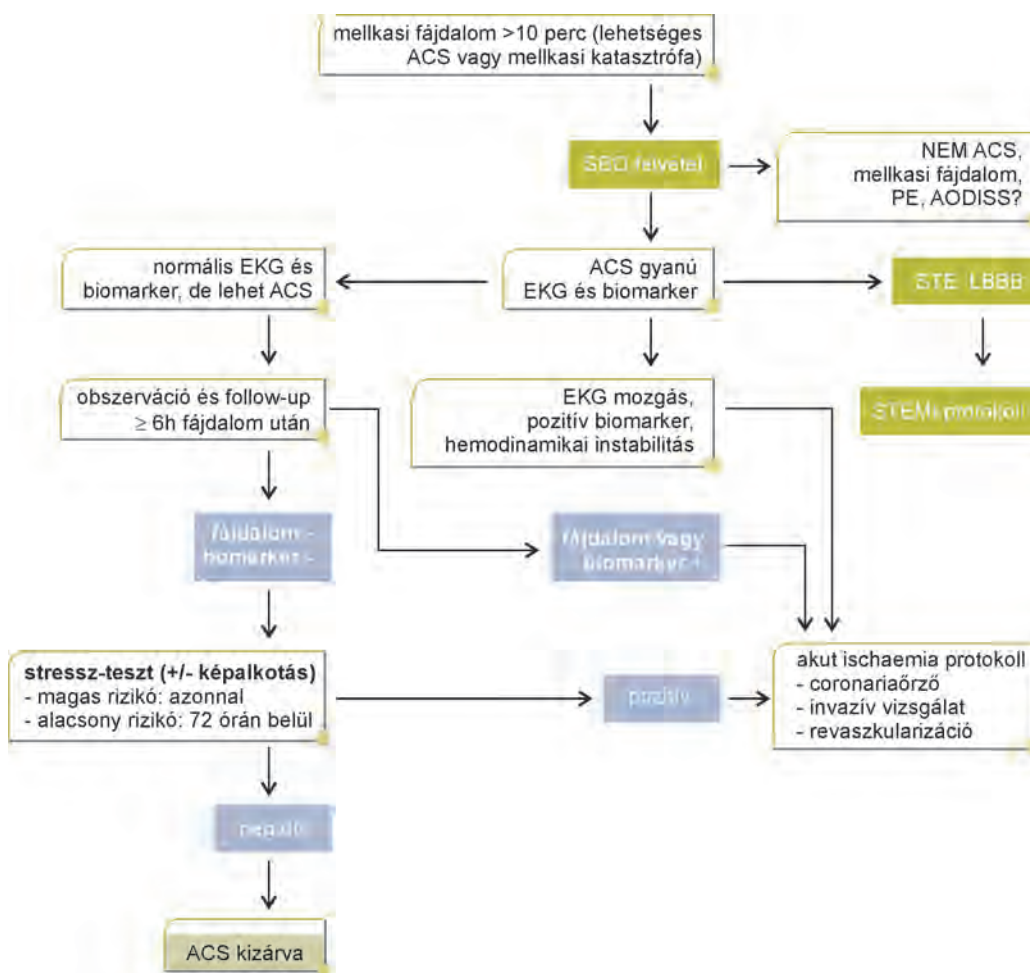 mellkasi fájdalom >10 perc (lehetséges
ACS vagy mellkasi katasztrófa)
SBO felvétel
NEM ACS,
mellkasi fájdalom,
PE, AODISS?
normális EKG és
biomarker, de lehet ACS
ACS gyanú
EKG és biomarker
STE LBBB
obszerváció és follow-up
≥ 6h fájdalom után
EKG mozgás,
pozitív biomarker,
hemodinamikai instabilitás
STEMI protokoll
fájdalom -
biomarker -
fájdalom vagy
biomarker +
stressz-teszt (+/- képalkotás)
- magas rizikó: azonnal
- alacsony rizikó: 72 órán belül
pozitív
akut ischaemia protokoll
- coronariaőrző
- invazív vizsgálat
- revaszkularizáció
negatív
ACS kizárva